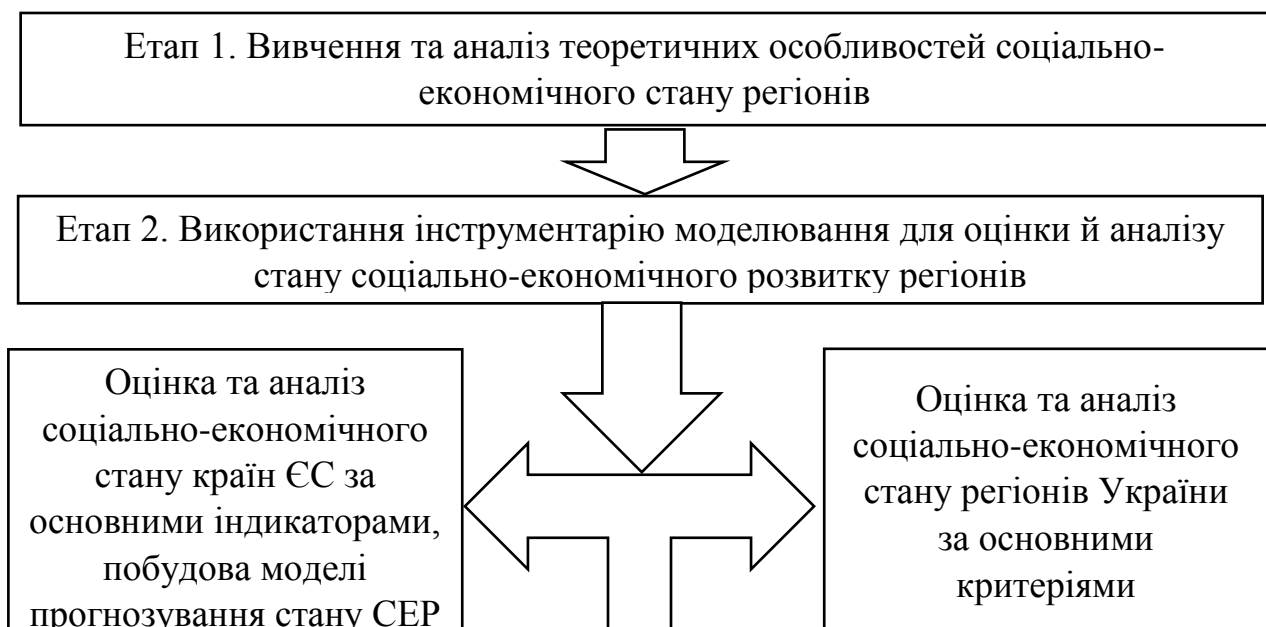 Етап 1. Вивчення та аналіз теоретичних особливостей соціально-
економічного стану регіонів
Етап 2. Використання інструментарію моделювання для оцінки й аналізу
стану соціально-економічного розвитку регіонів
Оцінка та аналіз
соціально-економічного
стану країн ЄС за
основними індикаторами,
побудова моделі
прогнозування стану СЕР
Оцінка та аналіз
соціально-економічного
стану регіонів України
за основними
критеріями